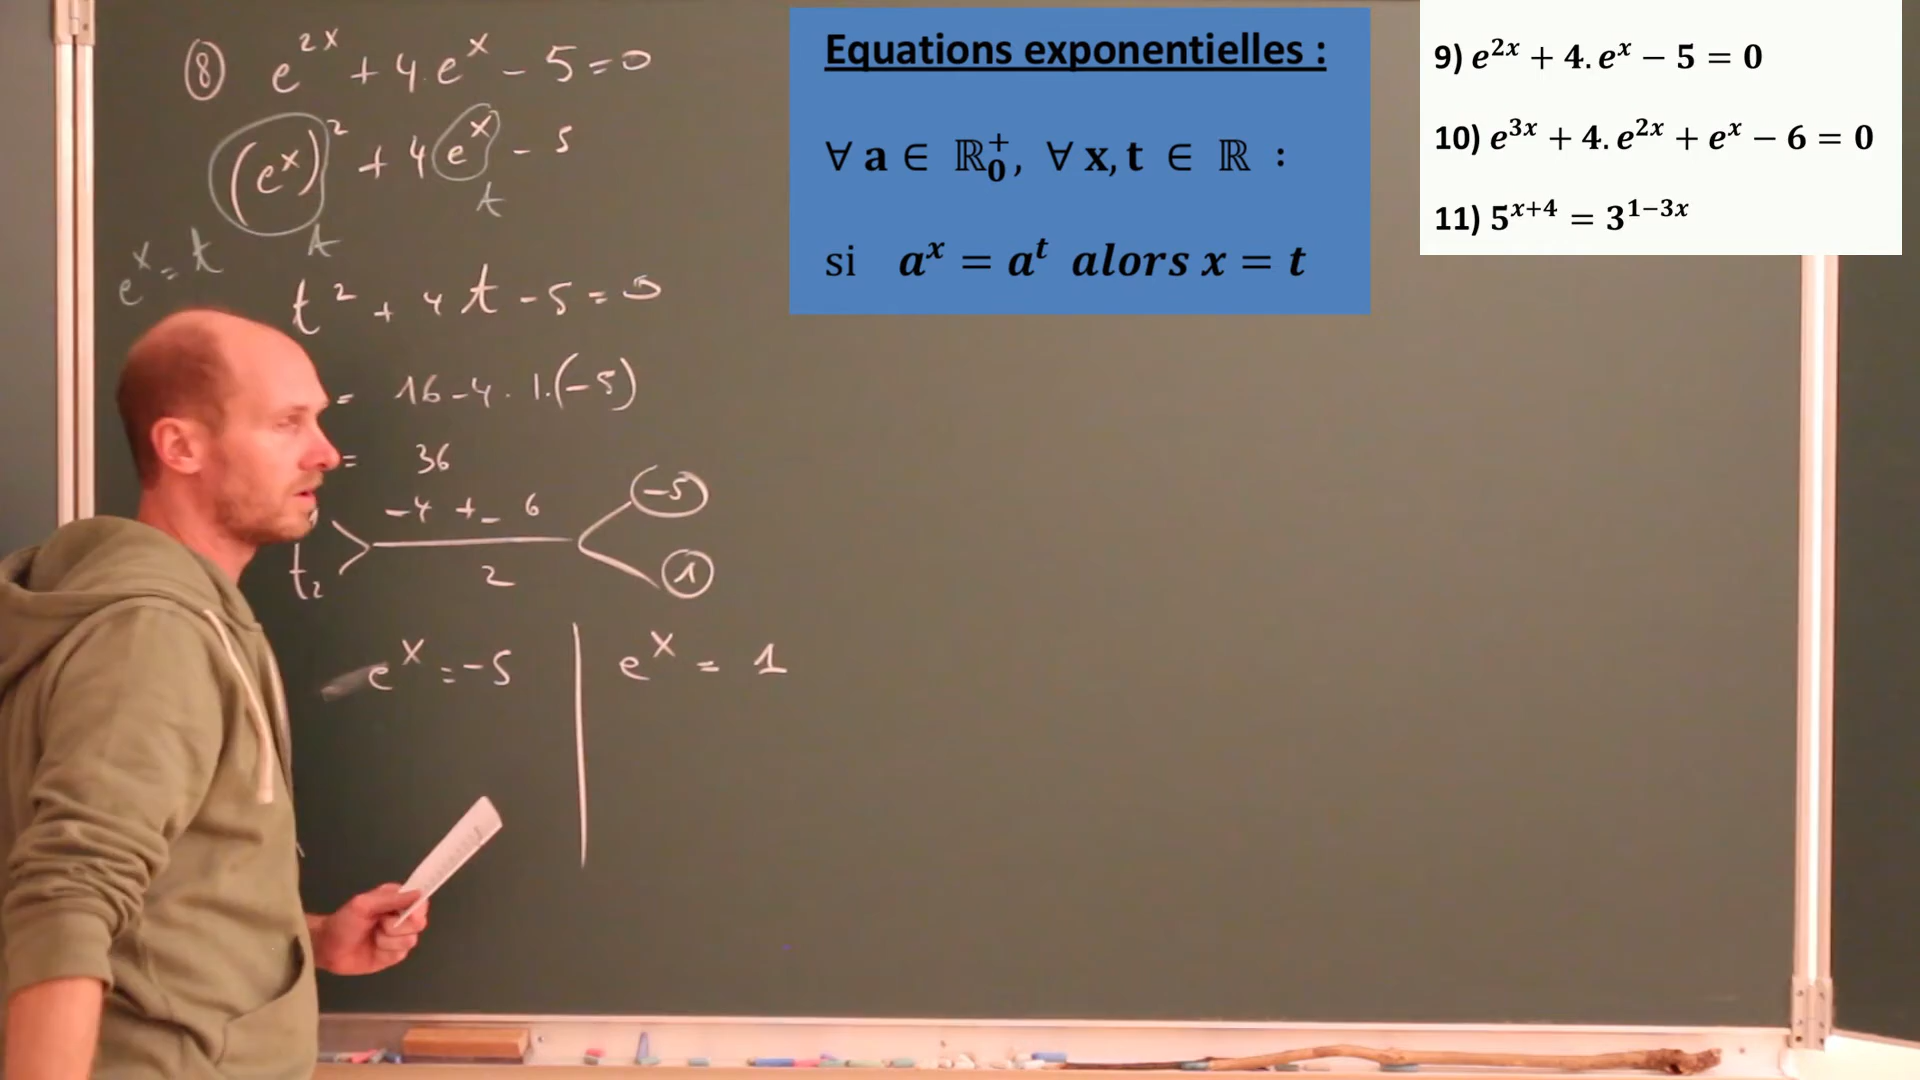 ⑧ e^{2x} + 4.e^x - 5 = 0
(e^x)^2 + 4e^x - 5
t
t
e^x = t
t^2 + 4t - 5 = 0
= 16 - 4 . 1.(-5)
= 36
-4 +- 6
-5
t_2
2
1
e^x = -5 | e^x = 1
Equations exponentielles :
∀ a ∈ ℝ₀⁺, ∀ x, t ∈ ℝ :
si a^x = a^t alors x = t
9) e^{2x} + 4. e^x − 5 = 0
10) e^{3x} + 4. e^{2x} + e^x − 6 = 0
11) 5^{x+4} = 3^{1−3x}